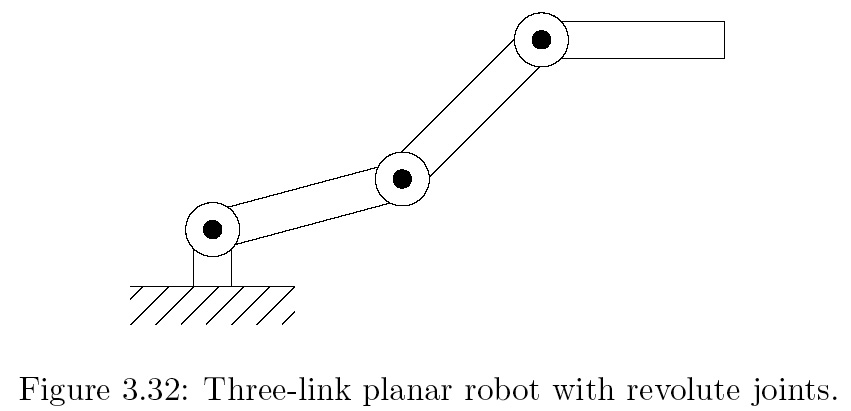 Figure 3.32: Three-link planar robot with revolute joints.